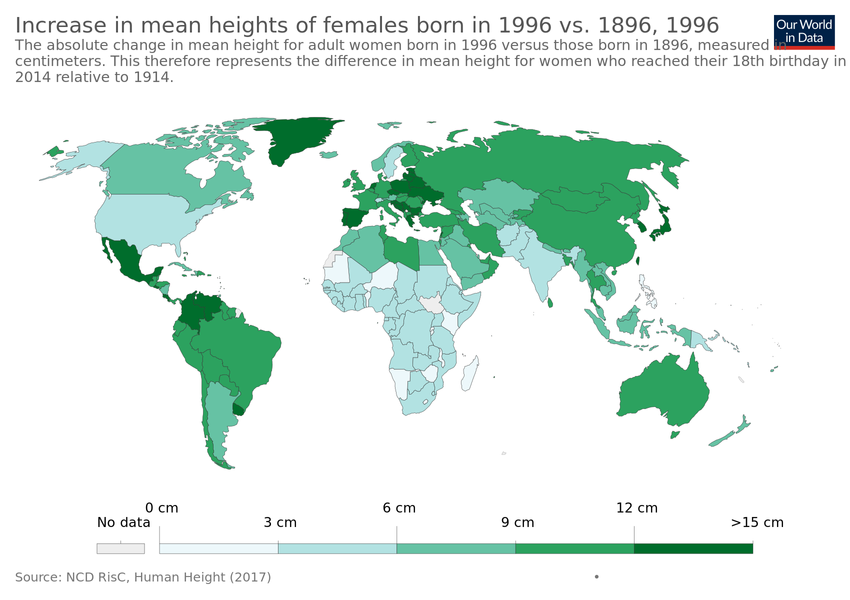 Increase in mean heights of females born in 1996 vs. 1896, 1996
Our World
in Data
The absolute change in mean height for adult women born in 1996 versus those born in 1896, measured in
centimeters. This therefore represents the difference in mean height for women who reached their 18th birthday in
2014 relative to 1914.
0 cm 6 cm 12 cm
No data 3 cm 9 cm >15 cm
Source: NCD RisC, Human Height (2017)